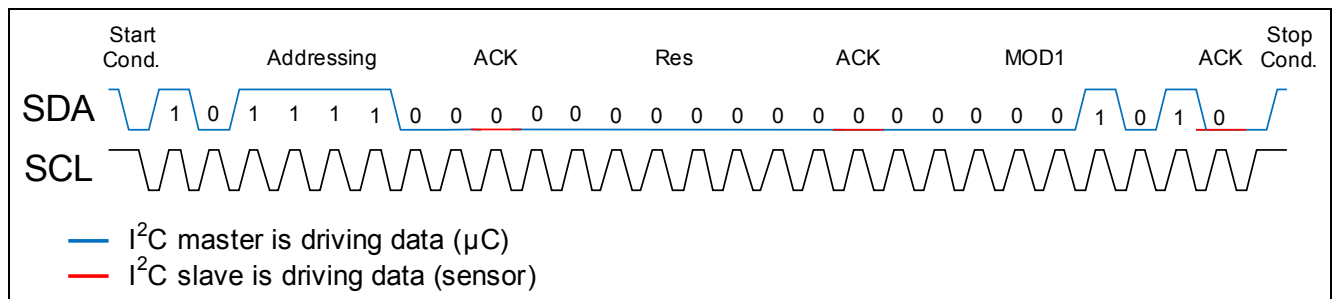 Start Cond. Addressing ACK Res ACK MOD1 ACK Stop Cond.
SDA 1 0 1 1 1 1 0 0 0 0 0 0 0 0 0 0 0 0 0 0 0 0 0 1 0 1 0
SCL
I²C master is driving data (µC)
I²C slave is driving data (sensor)